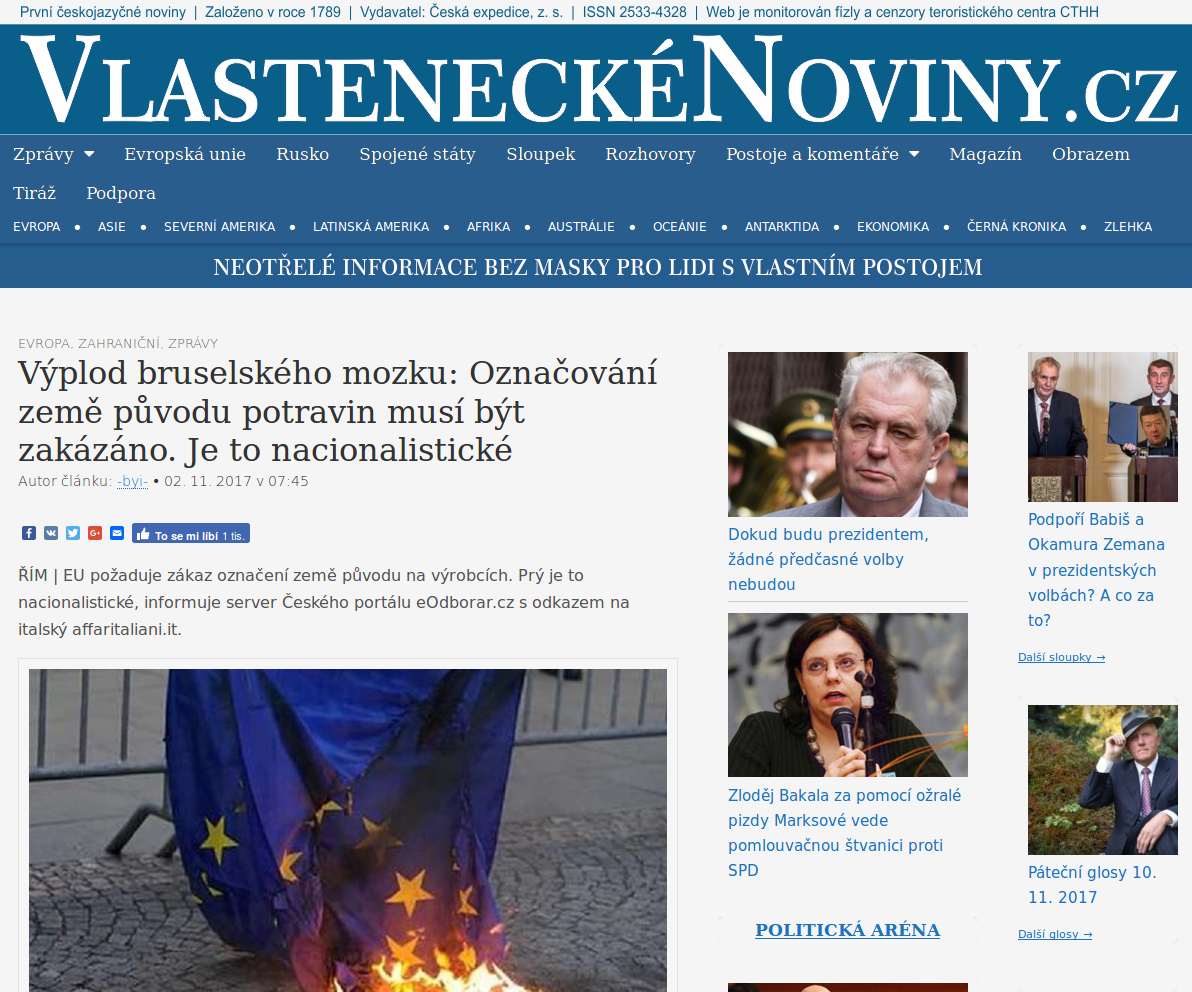 První českojazyčné noviny | Založeno v roce 1789 | Vydavatel: Česká expedice, z. s. | ISSN 2533-4328 | Web je monitorován fízly a cenzory teroristického centra CTHH
VLASTENECKÉNOVINY.CZ
Zprávy Evropská unie Rusko Spojené státy Sloupek Rozhovory Postoje a komentáře Magazín Obrazem
Tiráž Podpora
EVROPA • ASIE • SEVERNÍ AMERIKA • LATINSKÁ AMERIKA • AFRIKA • AUSTRÁLIE • OCEÁNIE • ANTARKTIDA • EKONOMIKA • ČERNÁ KRONIKA • ZLEHKA
NEOTŘELÉ INFORMACE BEZ MASKY PRO LIDI S VLASTNÍM POSTOJEM
EVROPA, ZAHRANIČNÍ, ZPRÁVY
Výplod bruselského mozku: Označování
země původu potravin musí být
zakázáno. Je to nacionalistické
Autor článku: -byi- • 02. 11. 2017 v 07:45
To se mi líbí 1 tis.
ŘÍM | EU požaduje zákaz označení země původu na výrobcích. Prý je to
nacionalistické, informuje server Českého portálu eOdborar.cz s odkazem na
italský affaritaliani.it.
Dokud budu prezidentem,
žádné předčasné volby
nebudou
Zloděj Bakala za pomocí ožralé
pizdy Marksové vede
pomlouvačnou štvanici proti
SPD
POLITICKÁ ARÉNA
Podpoří Babiš a
Okamura Zemana
v prezidentských
volbách? A co za
to?
Další sloupky →
Páteční glosy 10.
11. 2017
Další glosy →